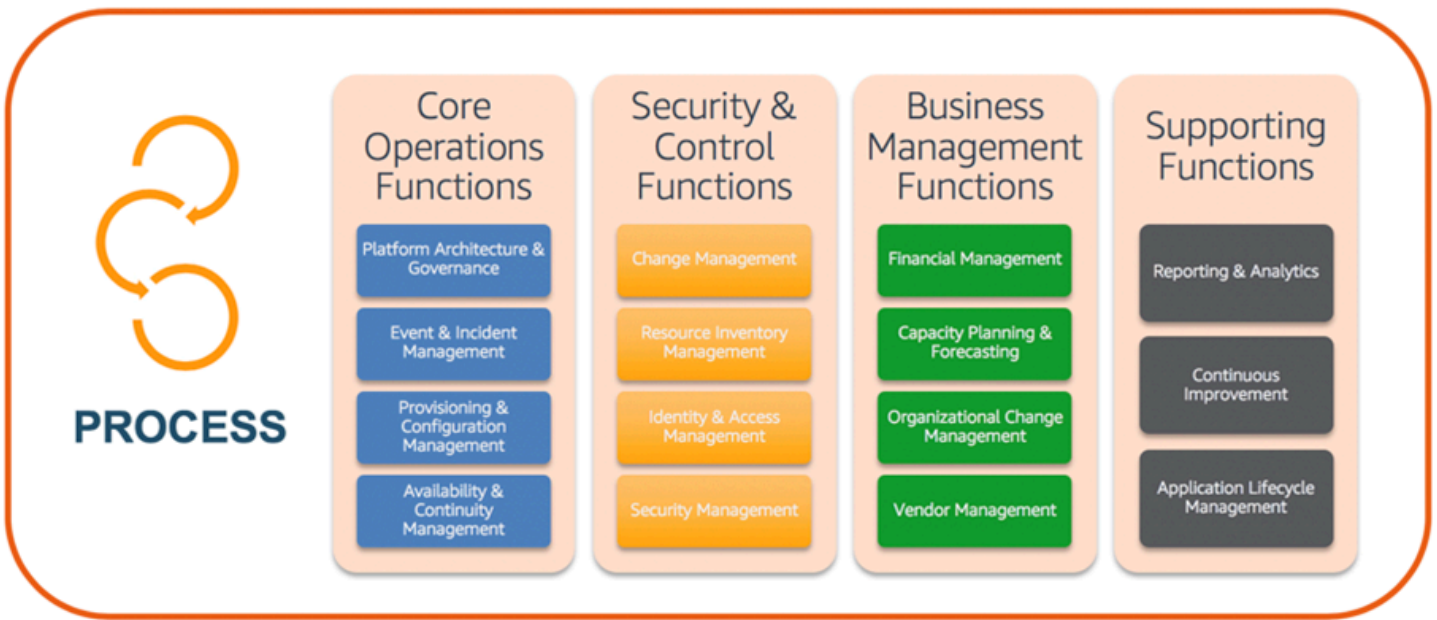 PROCESS
Core
Operations
Functions
Platform Architecture &
Governance
Event & Incident
Management
Provisioning &
Configuration
Management
Availability &
Continuity
Management
Security &
Control
Functions
Change Management
Resource Inventory
Management
Identity & Access
Management
Security Management
Business
Management
Functions
Financial Management
Capacity Planning &
Forecasting
Organizational Change
Management
Vendor Management
Supporting
Functions
Reporting & Analytics
Continuous
Improvement
Application Lifecycle
Management